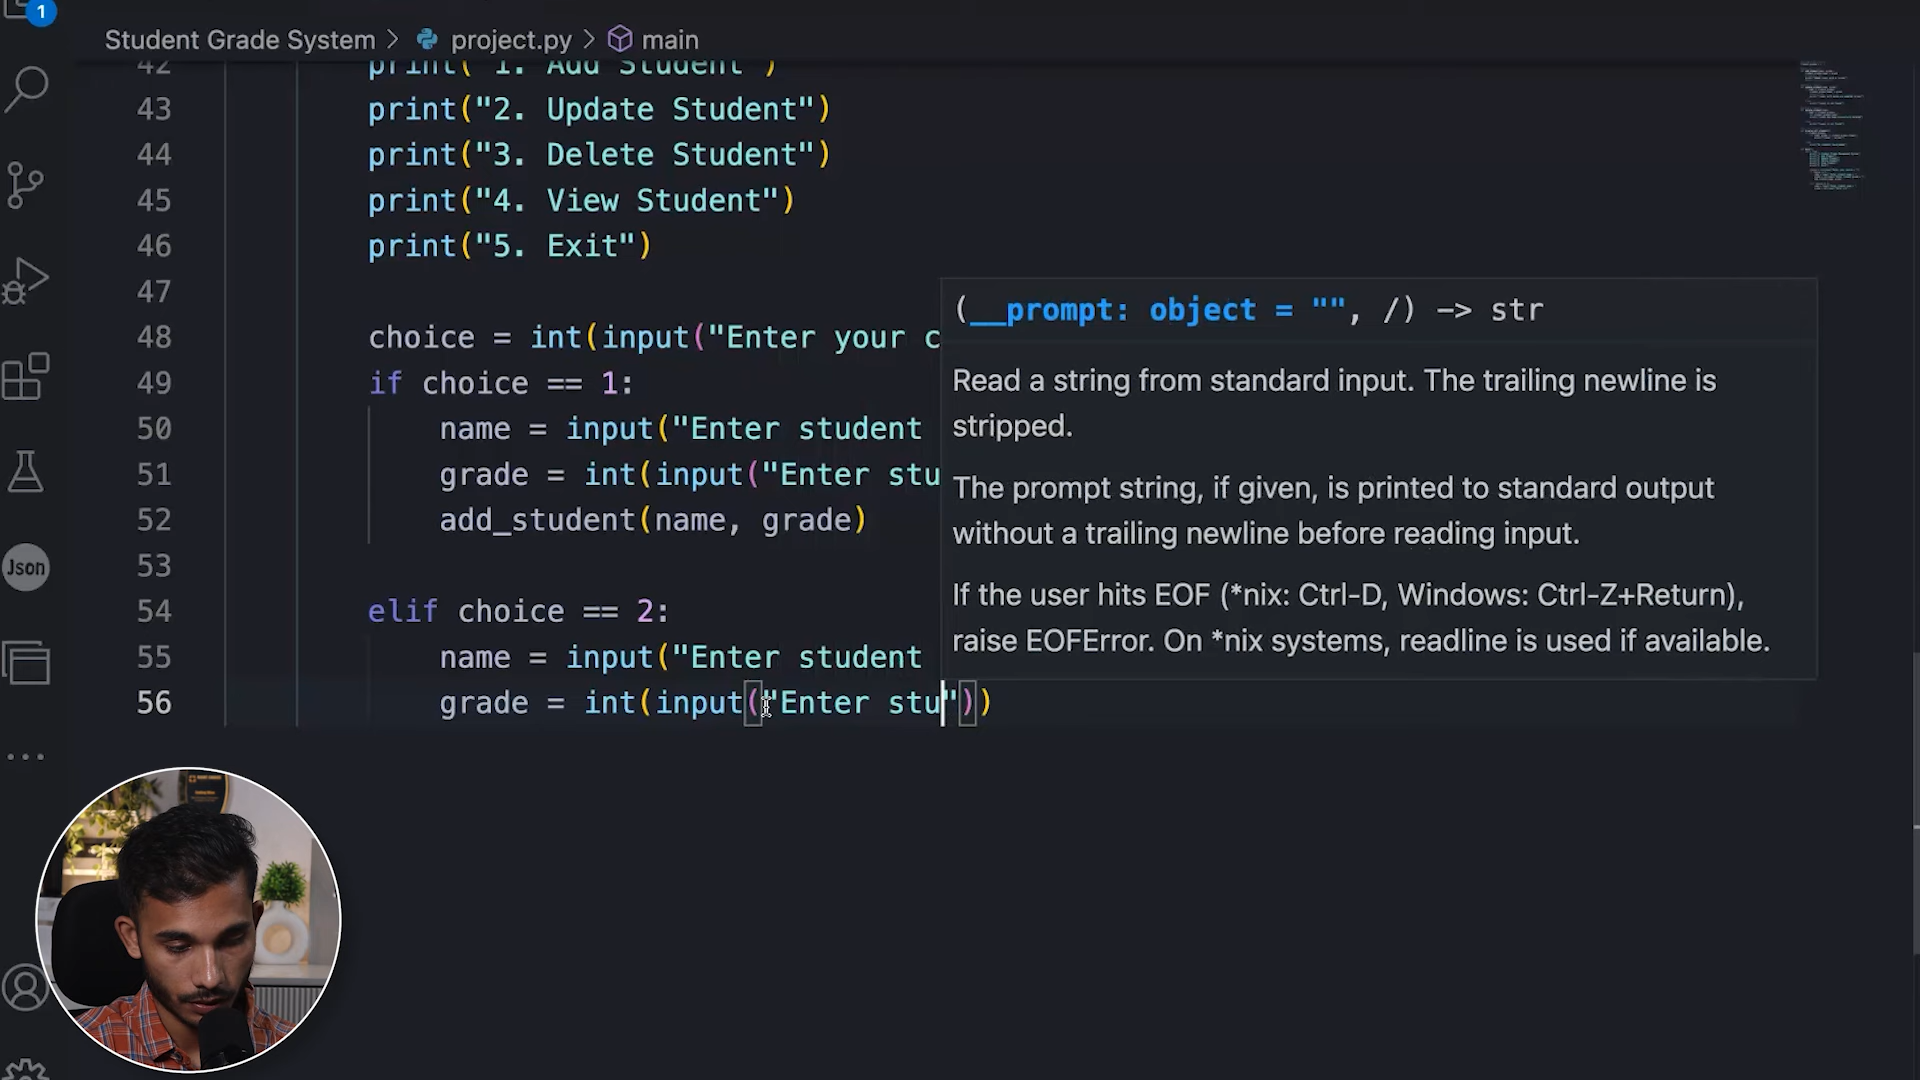 1
Student Grade System > project.py > main
42 print("1. Add Student")
43 print("2. Update Student")
44 print("3. Delete Student")
45 print("4. View Student")
46 print("5. Exit")
47
48 choice = int(input("Enter your c
49 if choice == 1:
50 name = input("Enter student
51 grade = int(input("Enter stu
52 add_student(name, grade)
53
54 elif choice == 2:
55 name = input("Enter student
56 grade = int(input("Enter stu"))
(__prompt: object = "", /) -> str
Read a string from standard input. The trailing newline is
stripped.
The prompt string, if given, is printed to standard output
without a trailing newline before reading input.
If the user hits EOF (*nix: Ctrl-D, Windows: Ctrl-Z+Return),
raise EOFError. On *nix systems, readline is used if available.
Json